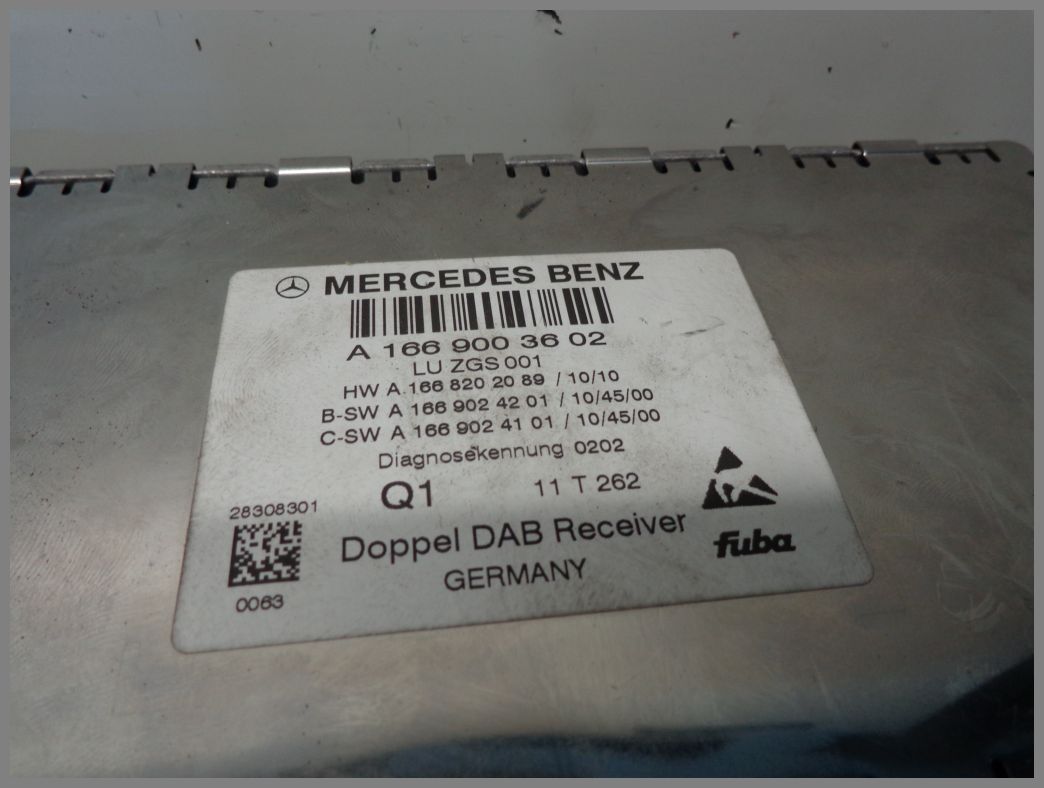 MERCEDES BENZ
A 166 900 36 02
LU ZGS 001
HW A 166 820 20 89 / 10/10
B-SW A 166 902 42 01 / 10/45/00
C-SW A 166 902 41 01 / 10/45/00
Diagnosekennung 0202
Q1 11 T 262
28308301
0063
Doppel DAB Receiver
GERMANY
fuba